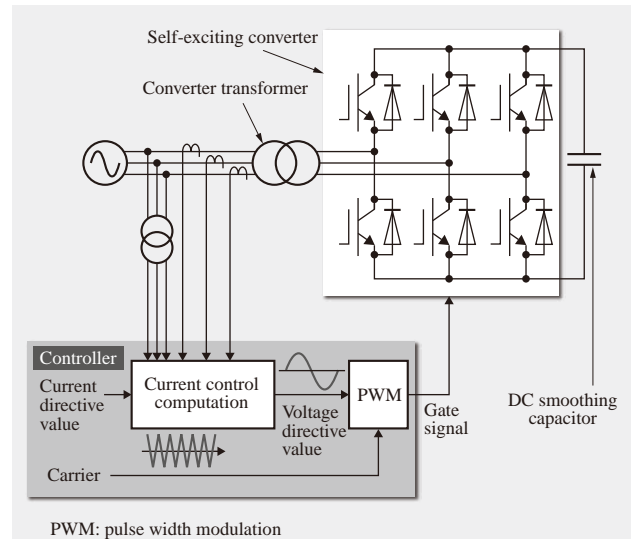 Self-exciting converter
Converter transformer
Controller
Current
directive
value
Current control
computation
Voltage
directive
value
PWM
Gate
signal
DC smoothing
capacitor
Carrier
PWM: pulse width modulation